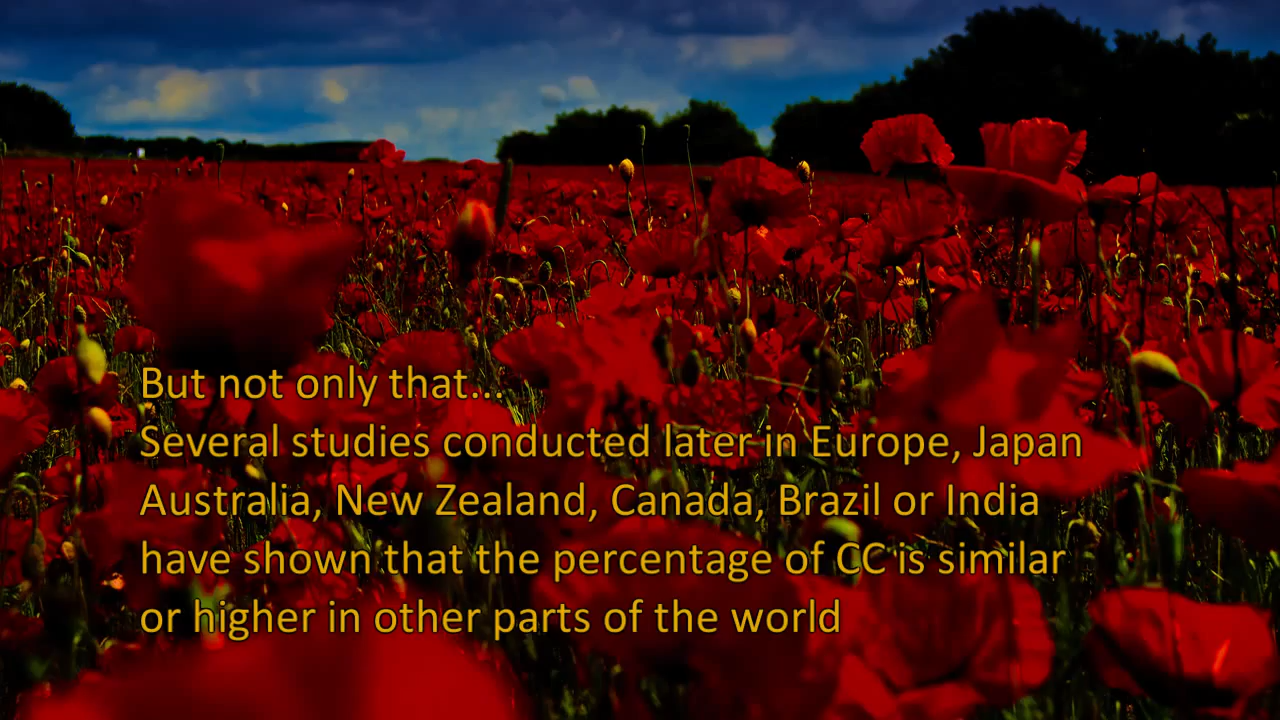 But not only that...
Several studies conducted later in Europe, Japan
Australia, New Zealand, Canada, Brazil or India
have shown that the percentage of CC is similar
or higher in other parts of the world